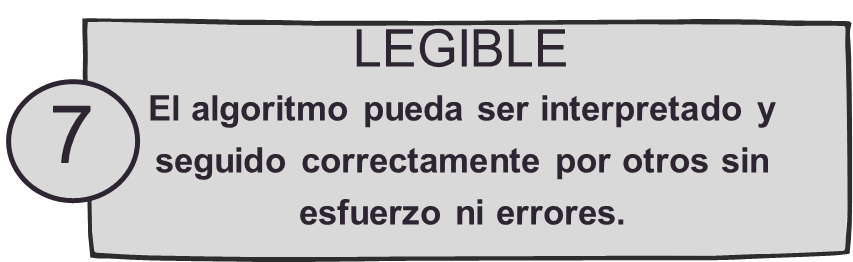 LEGIBLE
7
El algoritmo pueda ser interpretado y
seguido correctamente por otros sin
esfuerzo ni errores.